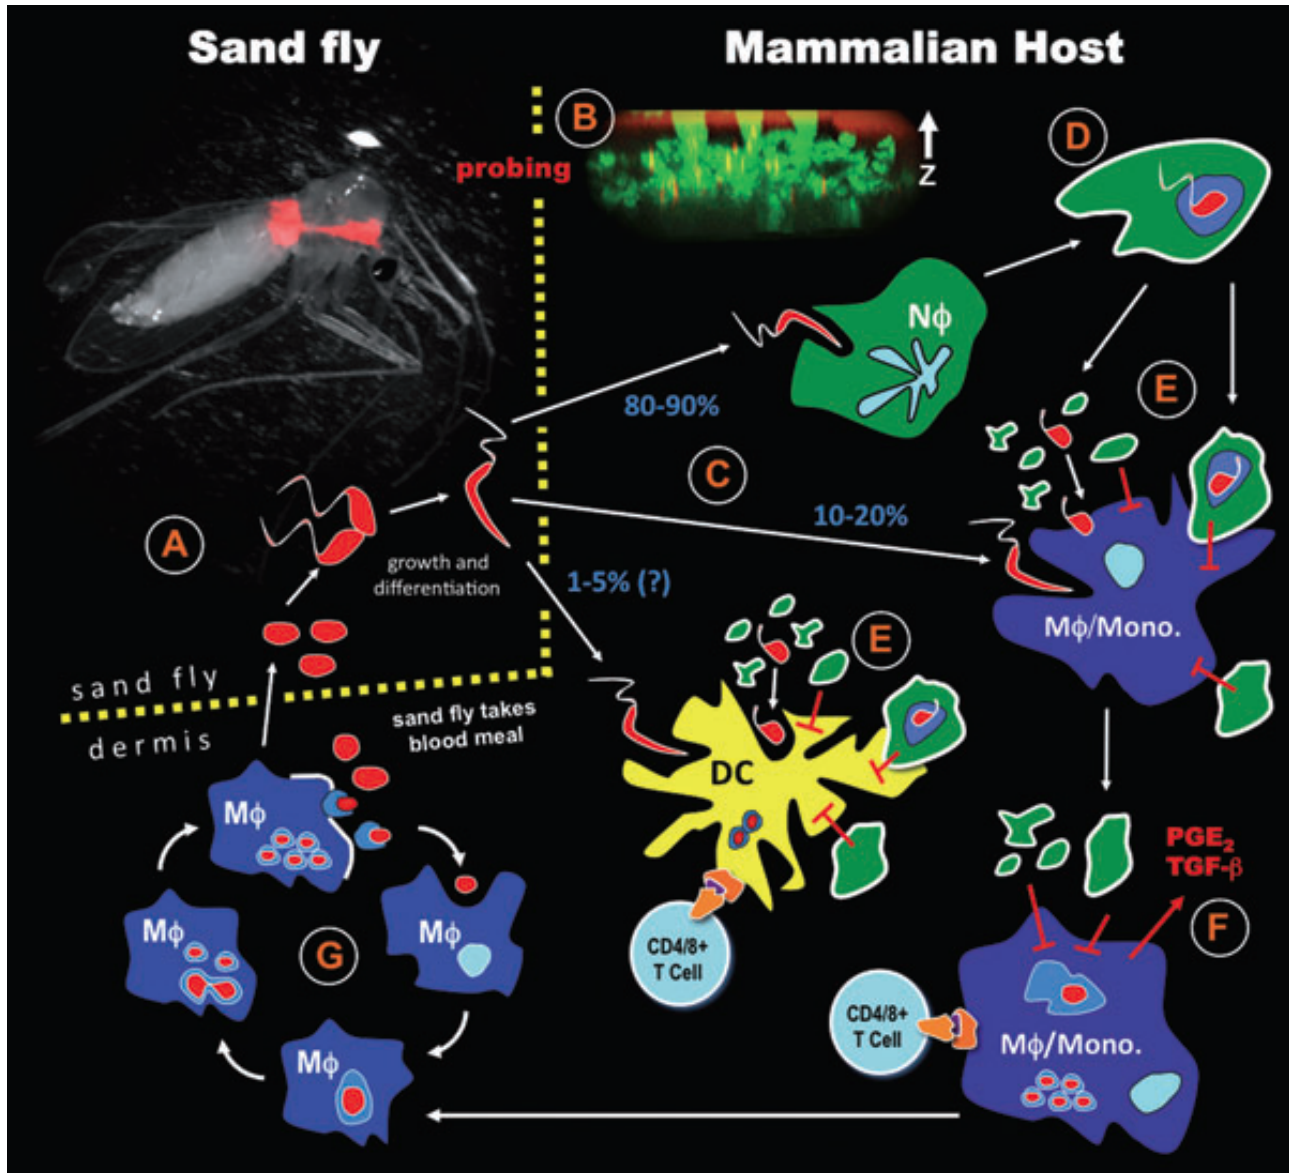 Sand fly
Mammalian Host
B
probing
Z
D
Nϕ
80-90%
E
C
10-20%
A
growth and
differentiation
1-5% (?)
Mϕ/Mono.
E
sand fly
dermis
sand fly takes
blood meal
DC
Mϕ
PGE₂
TGF-β
F
Mϕ
Mϕ
G
CD4/8+
T Cell
CD4/8+
T Cell
Mϕ/Mono.
Mϕ